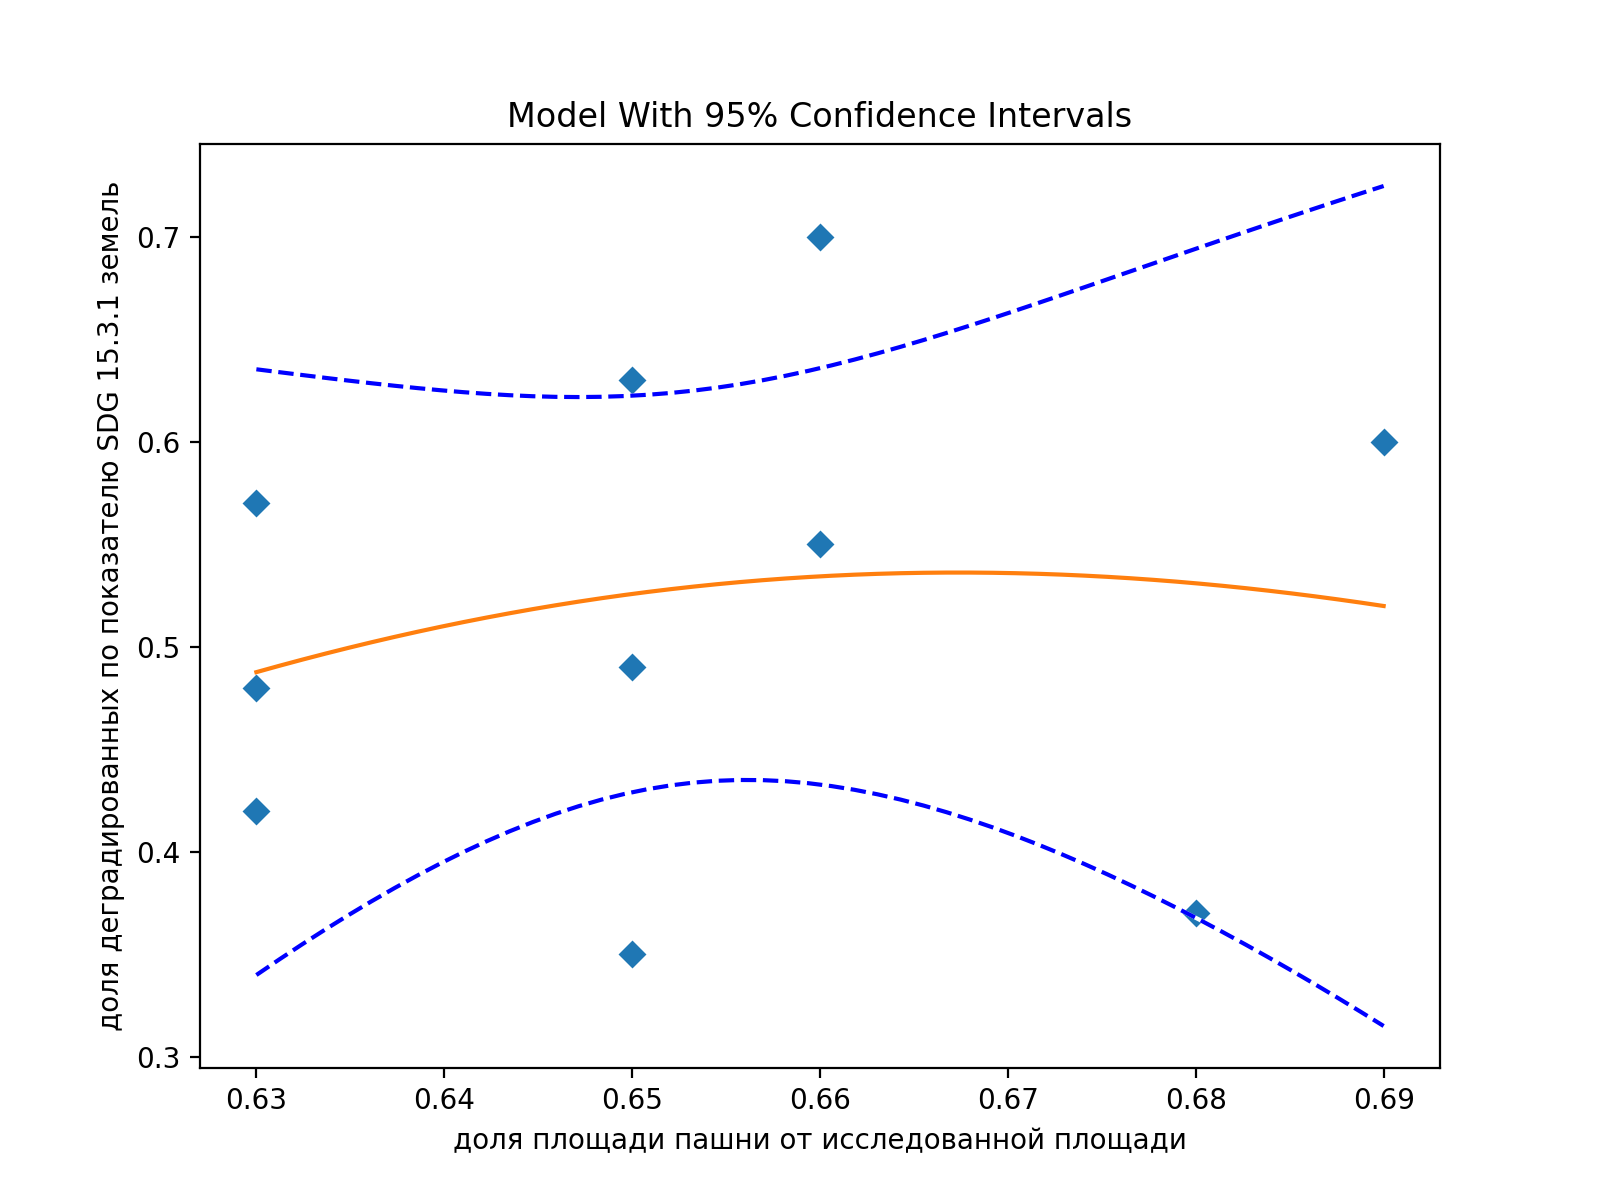 Model With 95% Confidence Intervals
доля деградированных по показателю SDG 15.3.1 земель
0.7
0.6
0.5
0.4
0.3
0.63 0.64 0.65 0.66 0.67 0.68 0.69
доля площади пашни от исследованной площади